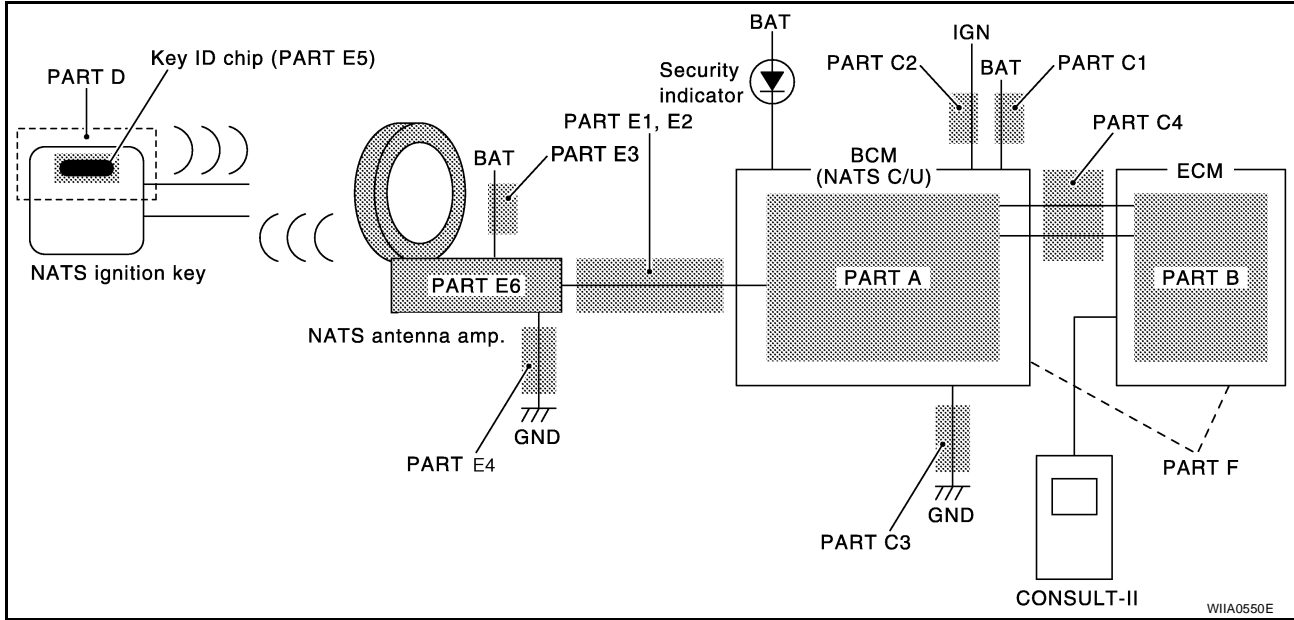 PART D
Key ID chip (PART E5)
NATS ignition key
BAT
PART E3
PART E1, E2
PART E6
NATS antenna amp.
PART E4
GND
BAT
Security
indicator
IGN
PART C2
BAT
PART C1
PART C4
BCM
(NATS C/U)
PART A
ECM
PART B
PART F
GND
PART C3
CONSULT-II
WIIA0550E